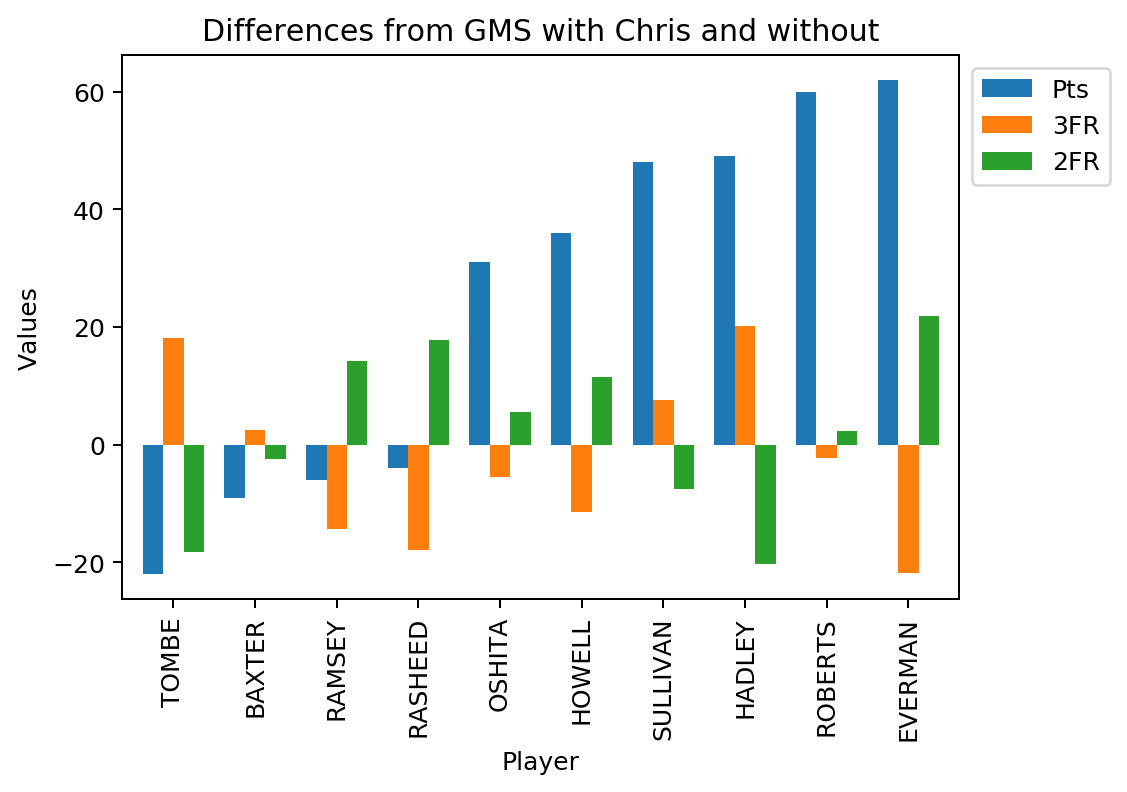 Differences from GMS with Chris and without
Pts
3FR
2FR
Values
60
40
20
0
−20
TOMBE
BAXTER
RAMSEY
RASHEED
OSHITA
HOWELL
SULLIVAN
HADLEY
ROBERTS
EVERMAN
Player